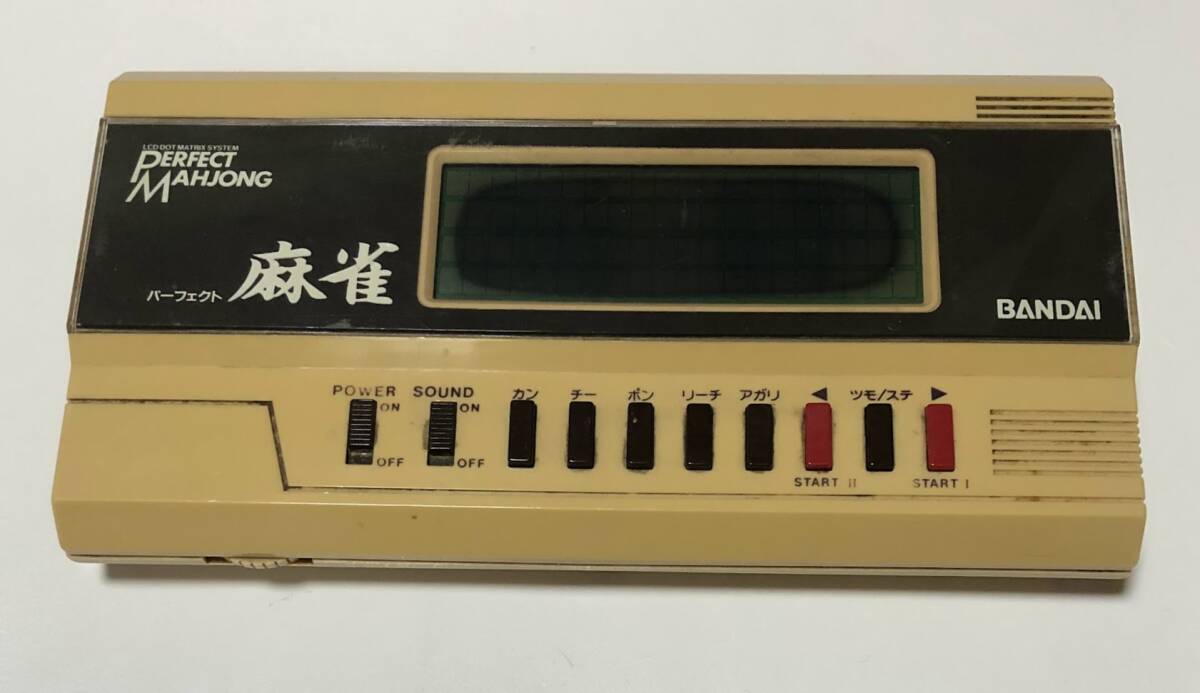 LCD DOT MATRIX SYSTEM
PERFECT
MAHJONG
パーフェクト 麻雀
BANDAI
POWER SOUND カン チー ポン リーチ アガリ ◀ ツモ/ステ ▶
ON ON
OFF OFF
START II START I